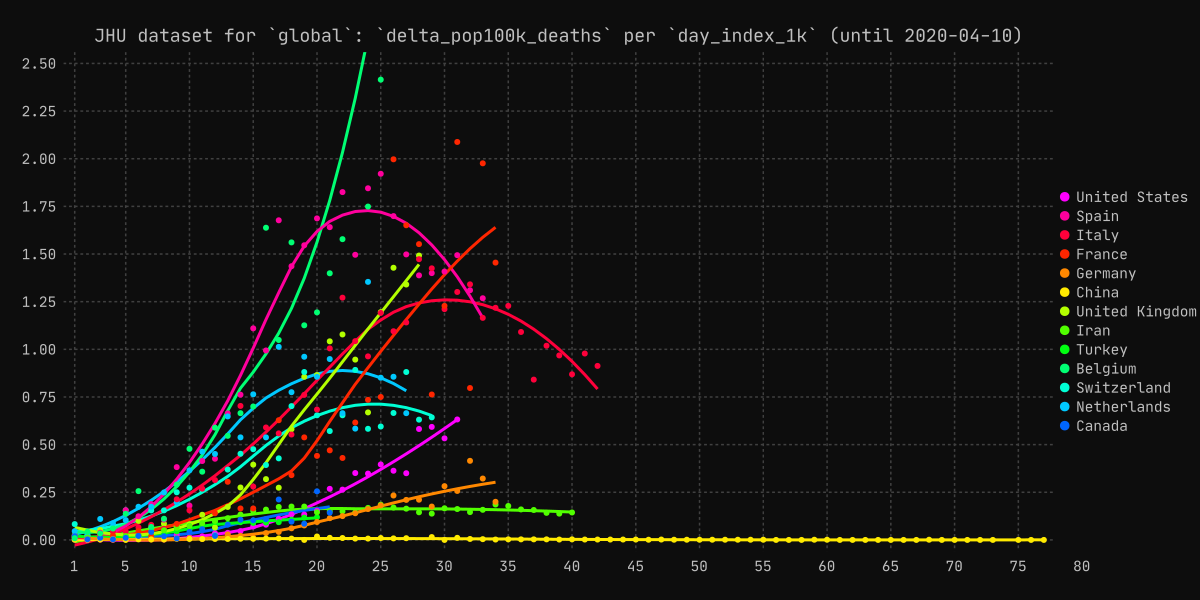 JHU dataset for `global`: `delta_pop100k_deaths` per `day_index_1k` (until 2020-04-10)
2.50
2.25
2.00
1.75
1.50
1.25
1.00
0.75
0.50
0.25
0.00
1 5 10 15 20 25 30 35 40 45 50 55 60 65 70 75 80
United States
Spain
Italy
France
Germany
China
United Kingdom
Iran
Turkey
Belgium
Switzerland
Netherlands
Canada